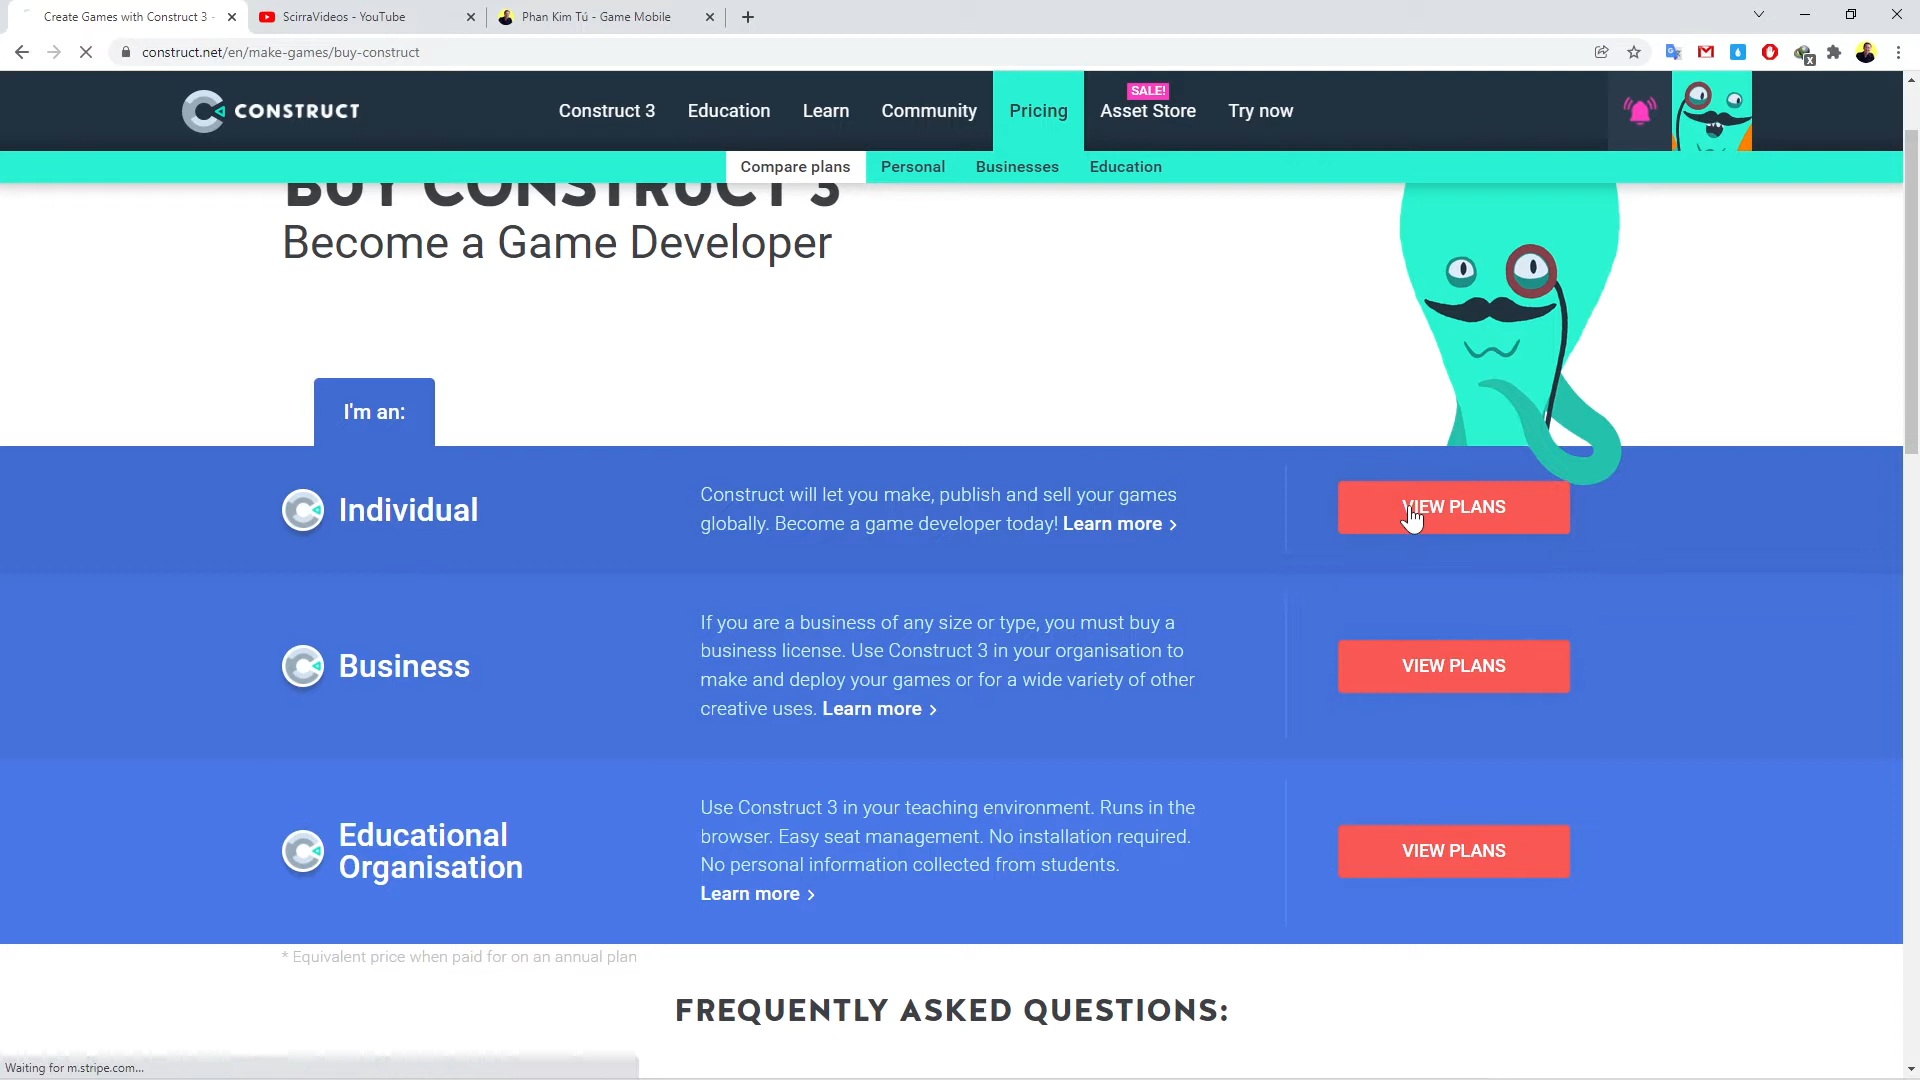 Create Games with Construct 3 -
ScirraVideos - YouTube
Phan Kim Tú - Game Mobile
construct.net/en/make-games/buy-construct
CONSTRUCT
Construct 3
Education
Learn
Community
Pricing
SALE!
Asset Store
Try now
Compare plans
Personal
Businesses
Education
BUY CONSTRUCT 3
Become a Game Developer
I'm an:
Individual
Construct will let you make, publish and sell your games
globally. Become a game developer today! Learn more >
VIEW PLANS
Business
If you are a business of any size or type, you must buy a
business license. Use Construct 3 in your organisation to
make and deploy your games or for a wide variety of other
creative uses. Learn more >
VIEW PLANS
Educational
Organisation
Use Construct 3 in your teaching environment. Runs in the
browser. Easy seat management. No installation required.
No personal information collected from students.
Learn more >
VIEW PLANS
* Equivalent price when paid for on an annual plan
FREQUENTLY ASKED QUESTIONS:
Waiting for m.stripe.com...